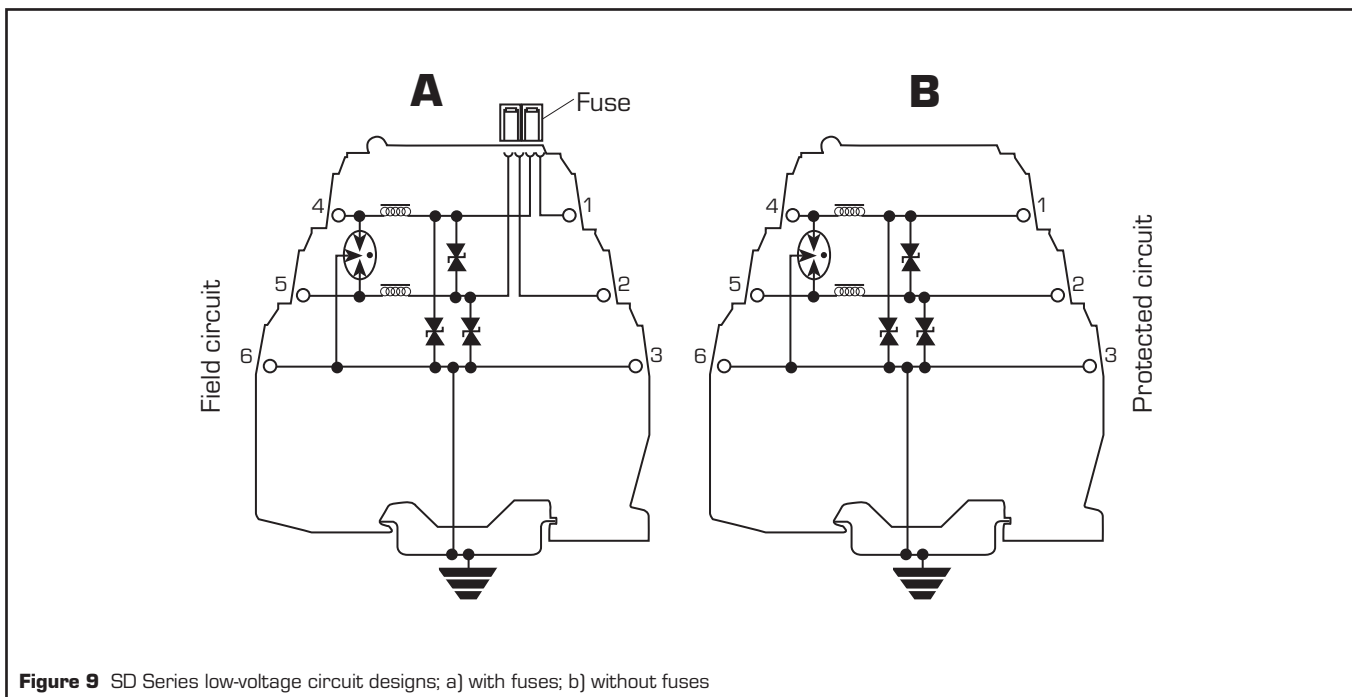 A
B
Fuse
4
1
4
1
5
2
5
2
6
3
6
3
Field circuit
Protected circuit
Figure 9 SD Series low-voltage circuit designs; a) with fuses; b) without fuses